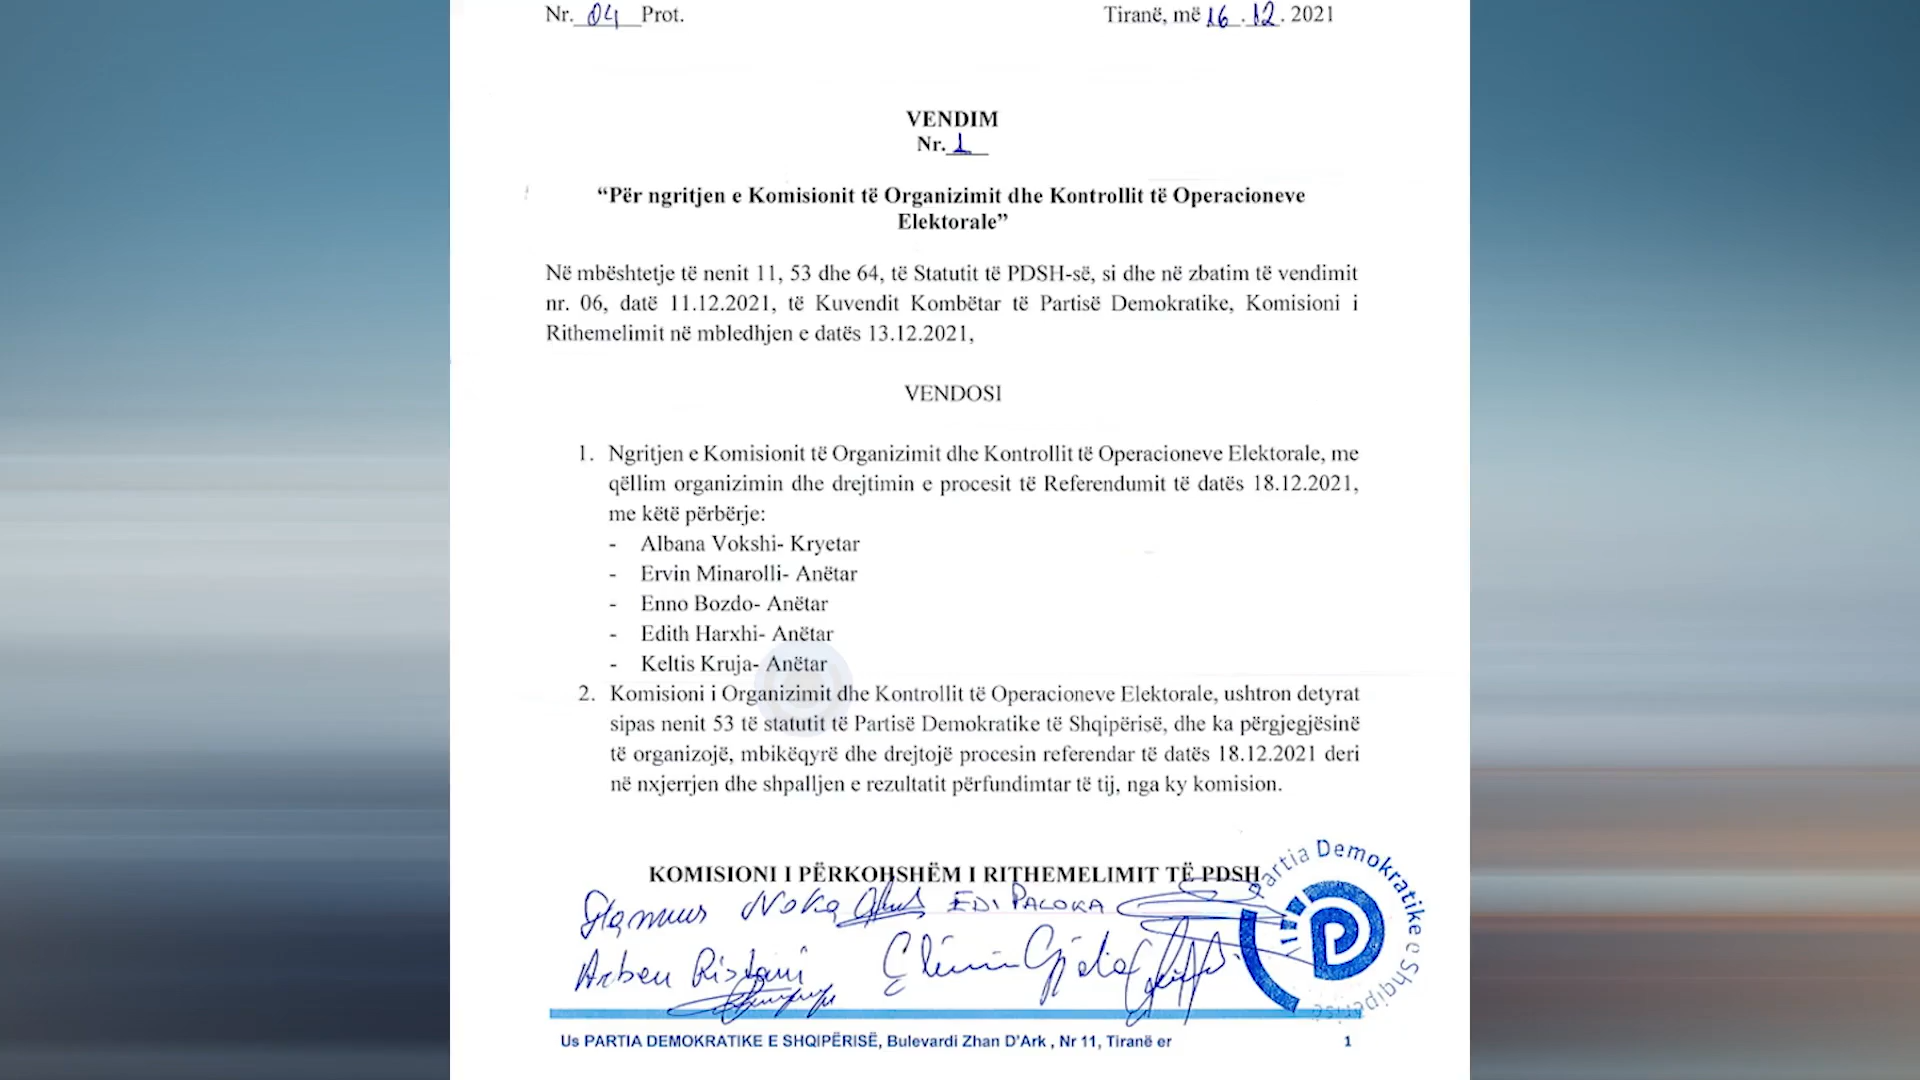 Nr. 04 Prot. Tiranë, më 16.12. 2021
VENDIM
Nr. 1
“Për ngritjen e Komisionit të Organizimit dhe Kontrollit të Operacioneve
Elektorale”
Në mbështetje të nenit 11, 53 dhe 64, të Statutit të PDSH-së, si dhe në zbatim të vendimit
nr. 06, datë 11.12.2021, të Kuvendit Kombëtar të Partisë Demokratike, Komisioni i
Rithemelimit në mbledhjen e datës 13.12.2021,
VENDOSI
1. Ngritjen e Komisionit të Organizimit dhe Kontrollit të Operacioneve Elektorale, me
qëllim organizimin dhe drejtimin e procesit të Referendumit të datës 18.12.2021,
me këtë përbërje:
- Albana Vokshi- Kryetar
- Ervin Minarolli- Anëtar
- Enno Bozdo- Anëtar
- Edith Harxhi- Anëtar
- Keltis Kruja- Anëtar
2. Komisioni i Organizimit dhe Kontrollit të Operacioneve Elektorale, ushtron detyrat
sipas nenit 53 të statutit të Partisë Demokratike të Shqipërisë, dhe ka përgjegjësinë
të organizojë, mbikëqyrë dhe drejtojë procesin referendar të datës 18.12.2021 deri
në nxjerrjen dhe shpalljen e rezultatit përfundimtar të tij, nga ky komision.
KOMISIONI I PËRKOHSHËM I RITHEMELIMIT TË PDSH
Partia Demokratike e Shqipërisë
Noka EDI PALOKA
Arben Ristani Gjela
Us PARTIA DEMOKRATIKE E SHQIPËRISË, Bulevardi Zhan D'Ark , Nr 11, Tiranë er 1